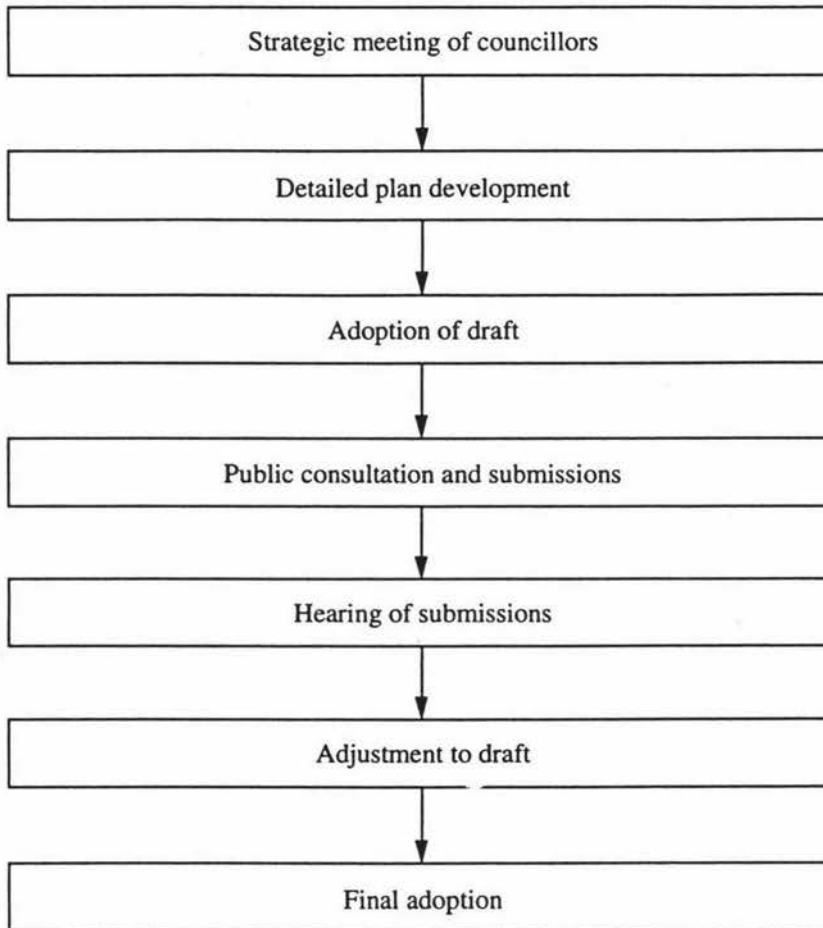 Strategic meeting of councillors
Detailed plan development
Adoption of draft
Public consultation and submissions
Hearing of submissions
Adjustment to draft
Final adoption